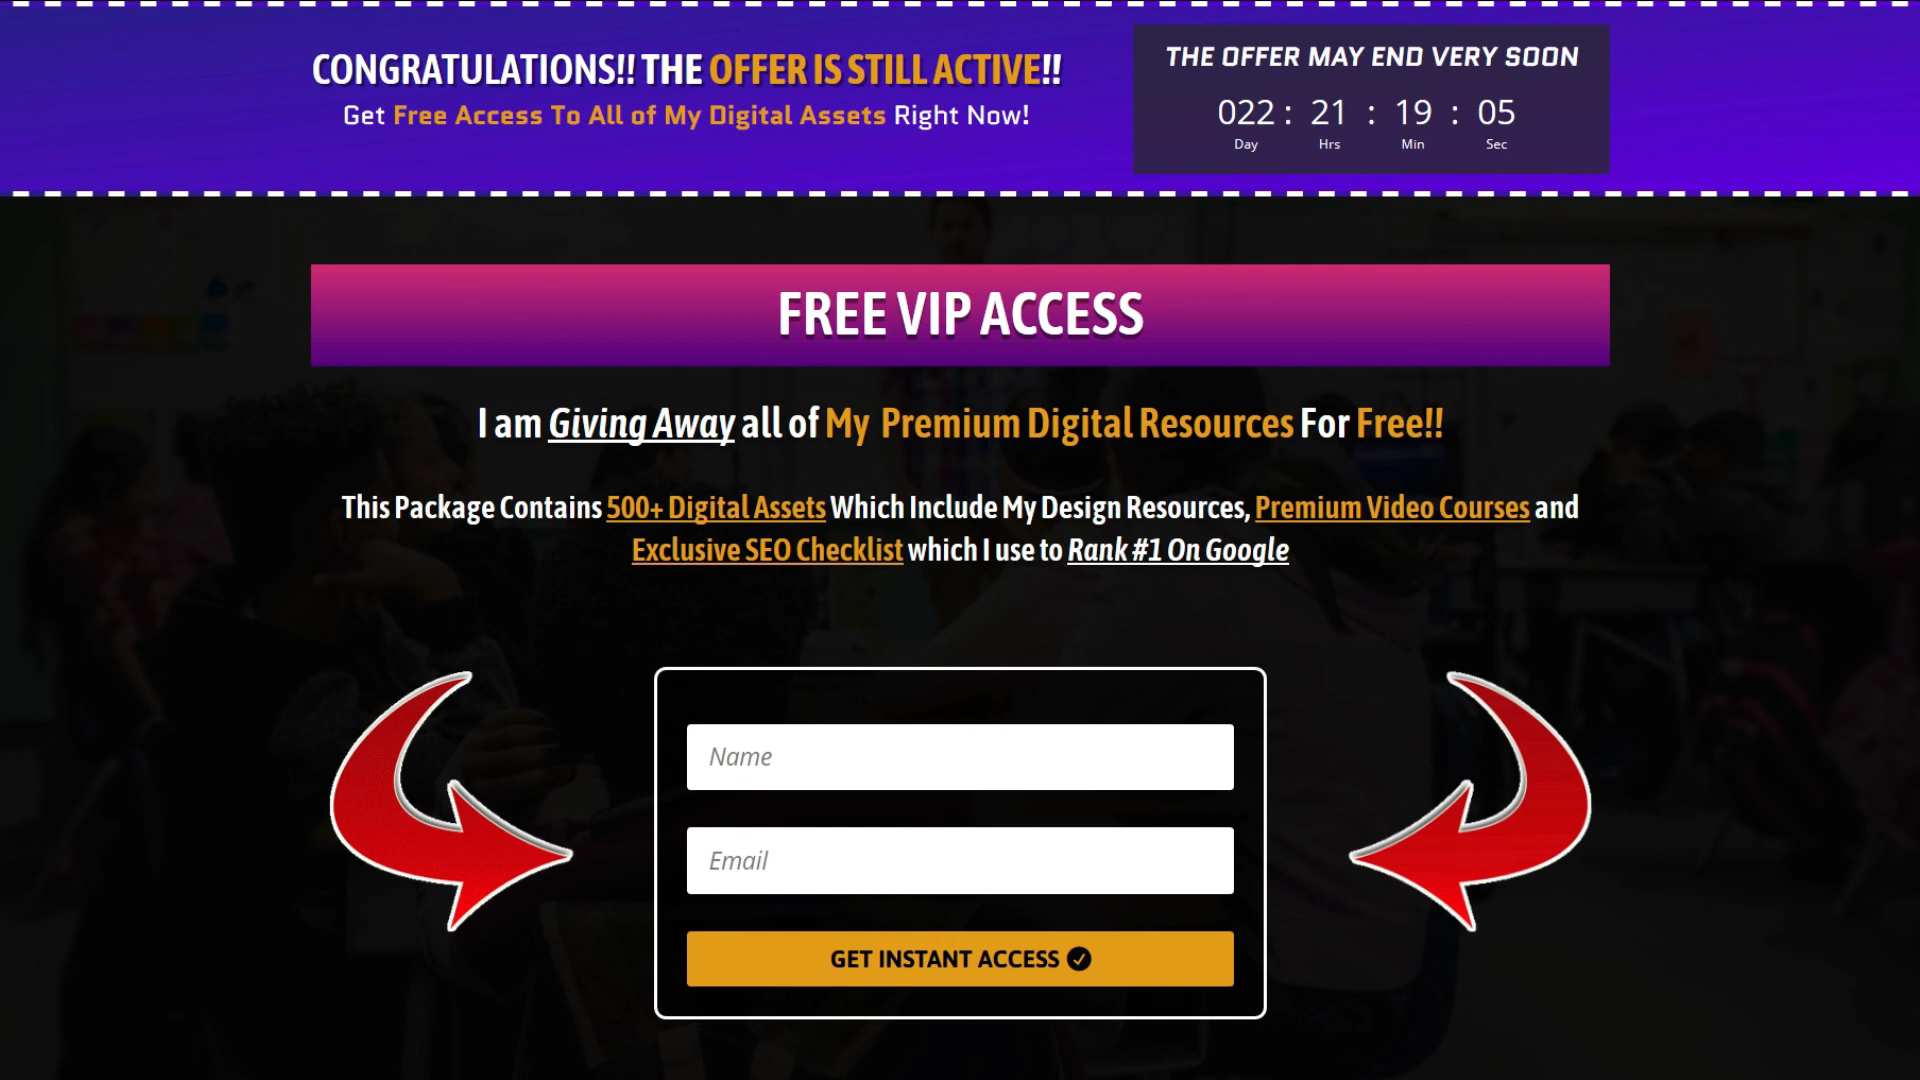 CONGRATULATIONS!! THE OFFER IS STILL ACTIVE!!
Get Free Access To All of My Digital Assets Right Now!
THE OFFER MAY END VERY SOON
022 : 21 : 19 : 05
Day Hrs Min Sec
FREE VIP ACCESS
I am Giving Away all of My Premium Digital Resources For Free!!
This Package Contains 500+ Digital Assets Which Include My Design Resources, Premium Video Courses and
Exclusive SEO Checklist which I use to Rank #1 On Google
Name
Email
GET INSTANT ACCESS